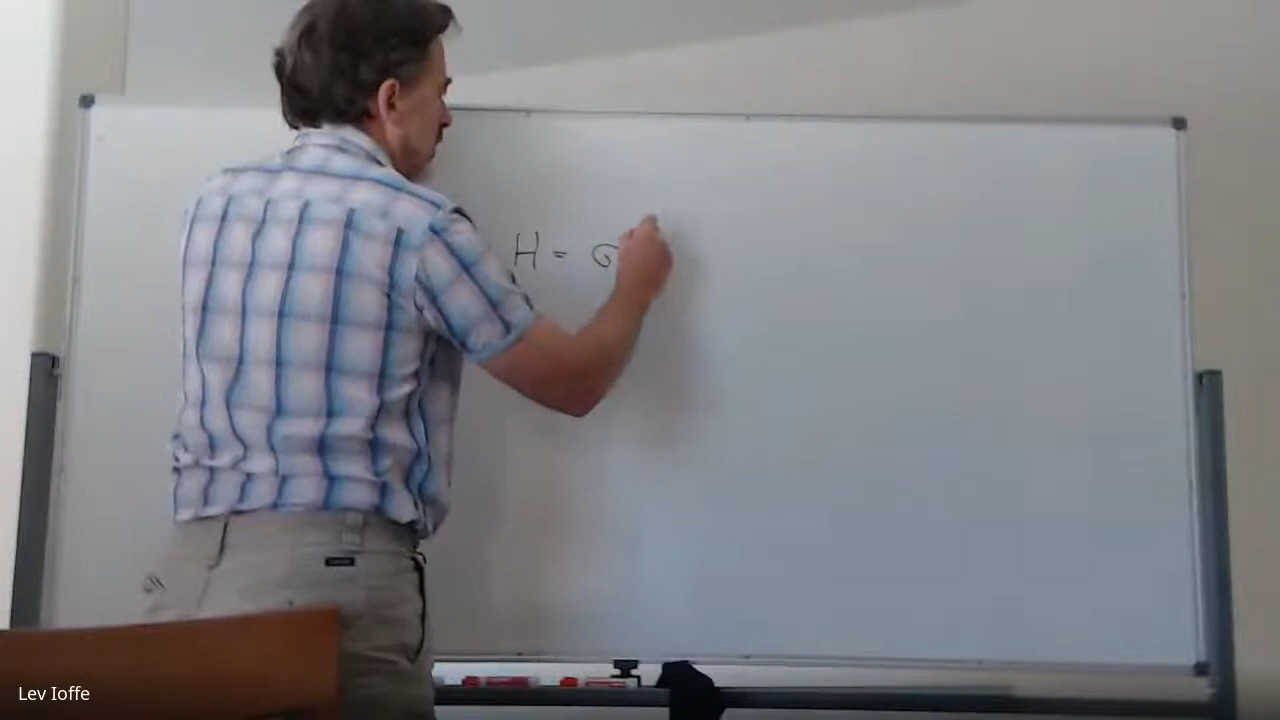 H = σ
Lev Ioffe